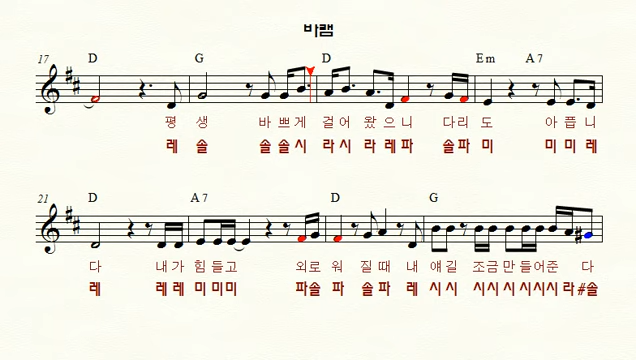 바램
17 D G D Em A7
평 생 바 쁘 게 걸 어 왔 으 니 다 리 도 아 픕 니
레 솔 솔 솔 시 라 시 라 레 파 솔 파 미 미 미 레
21 D A7 D G
다 내 가 힘 들 고 외 로 워 질 때 내 얘 길 조 금 만 들 어 준 다
레 레 레 미 미 미 파 솔 파 솔 파 레 시 시 시 시 시 시 시 시 라 #솔